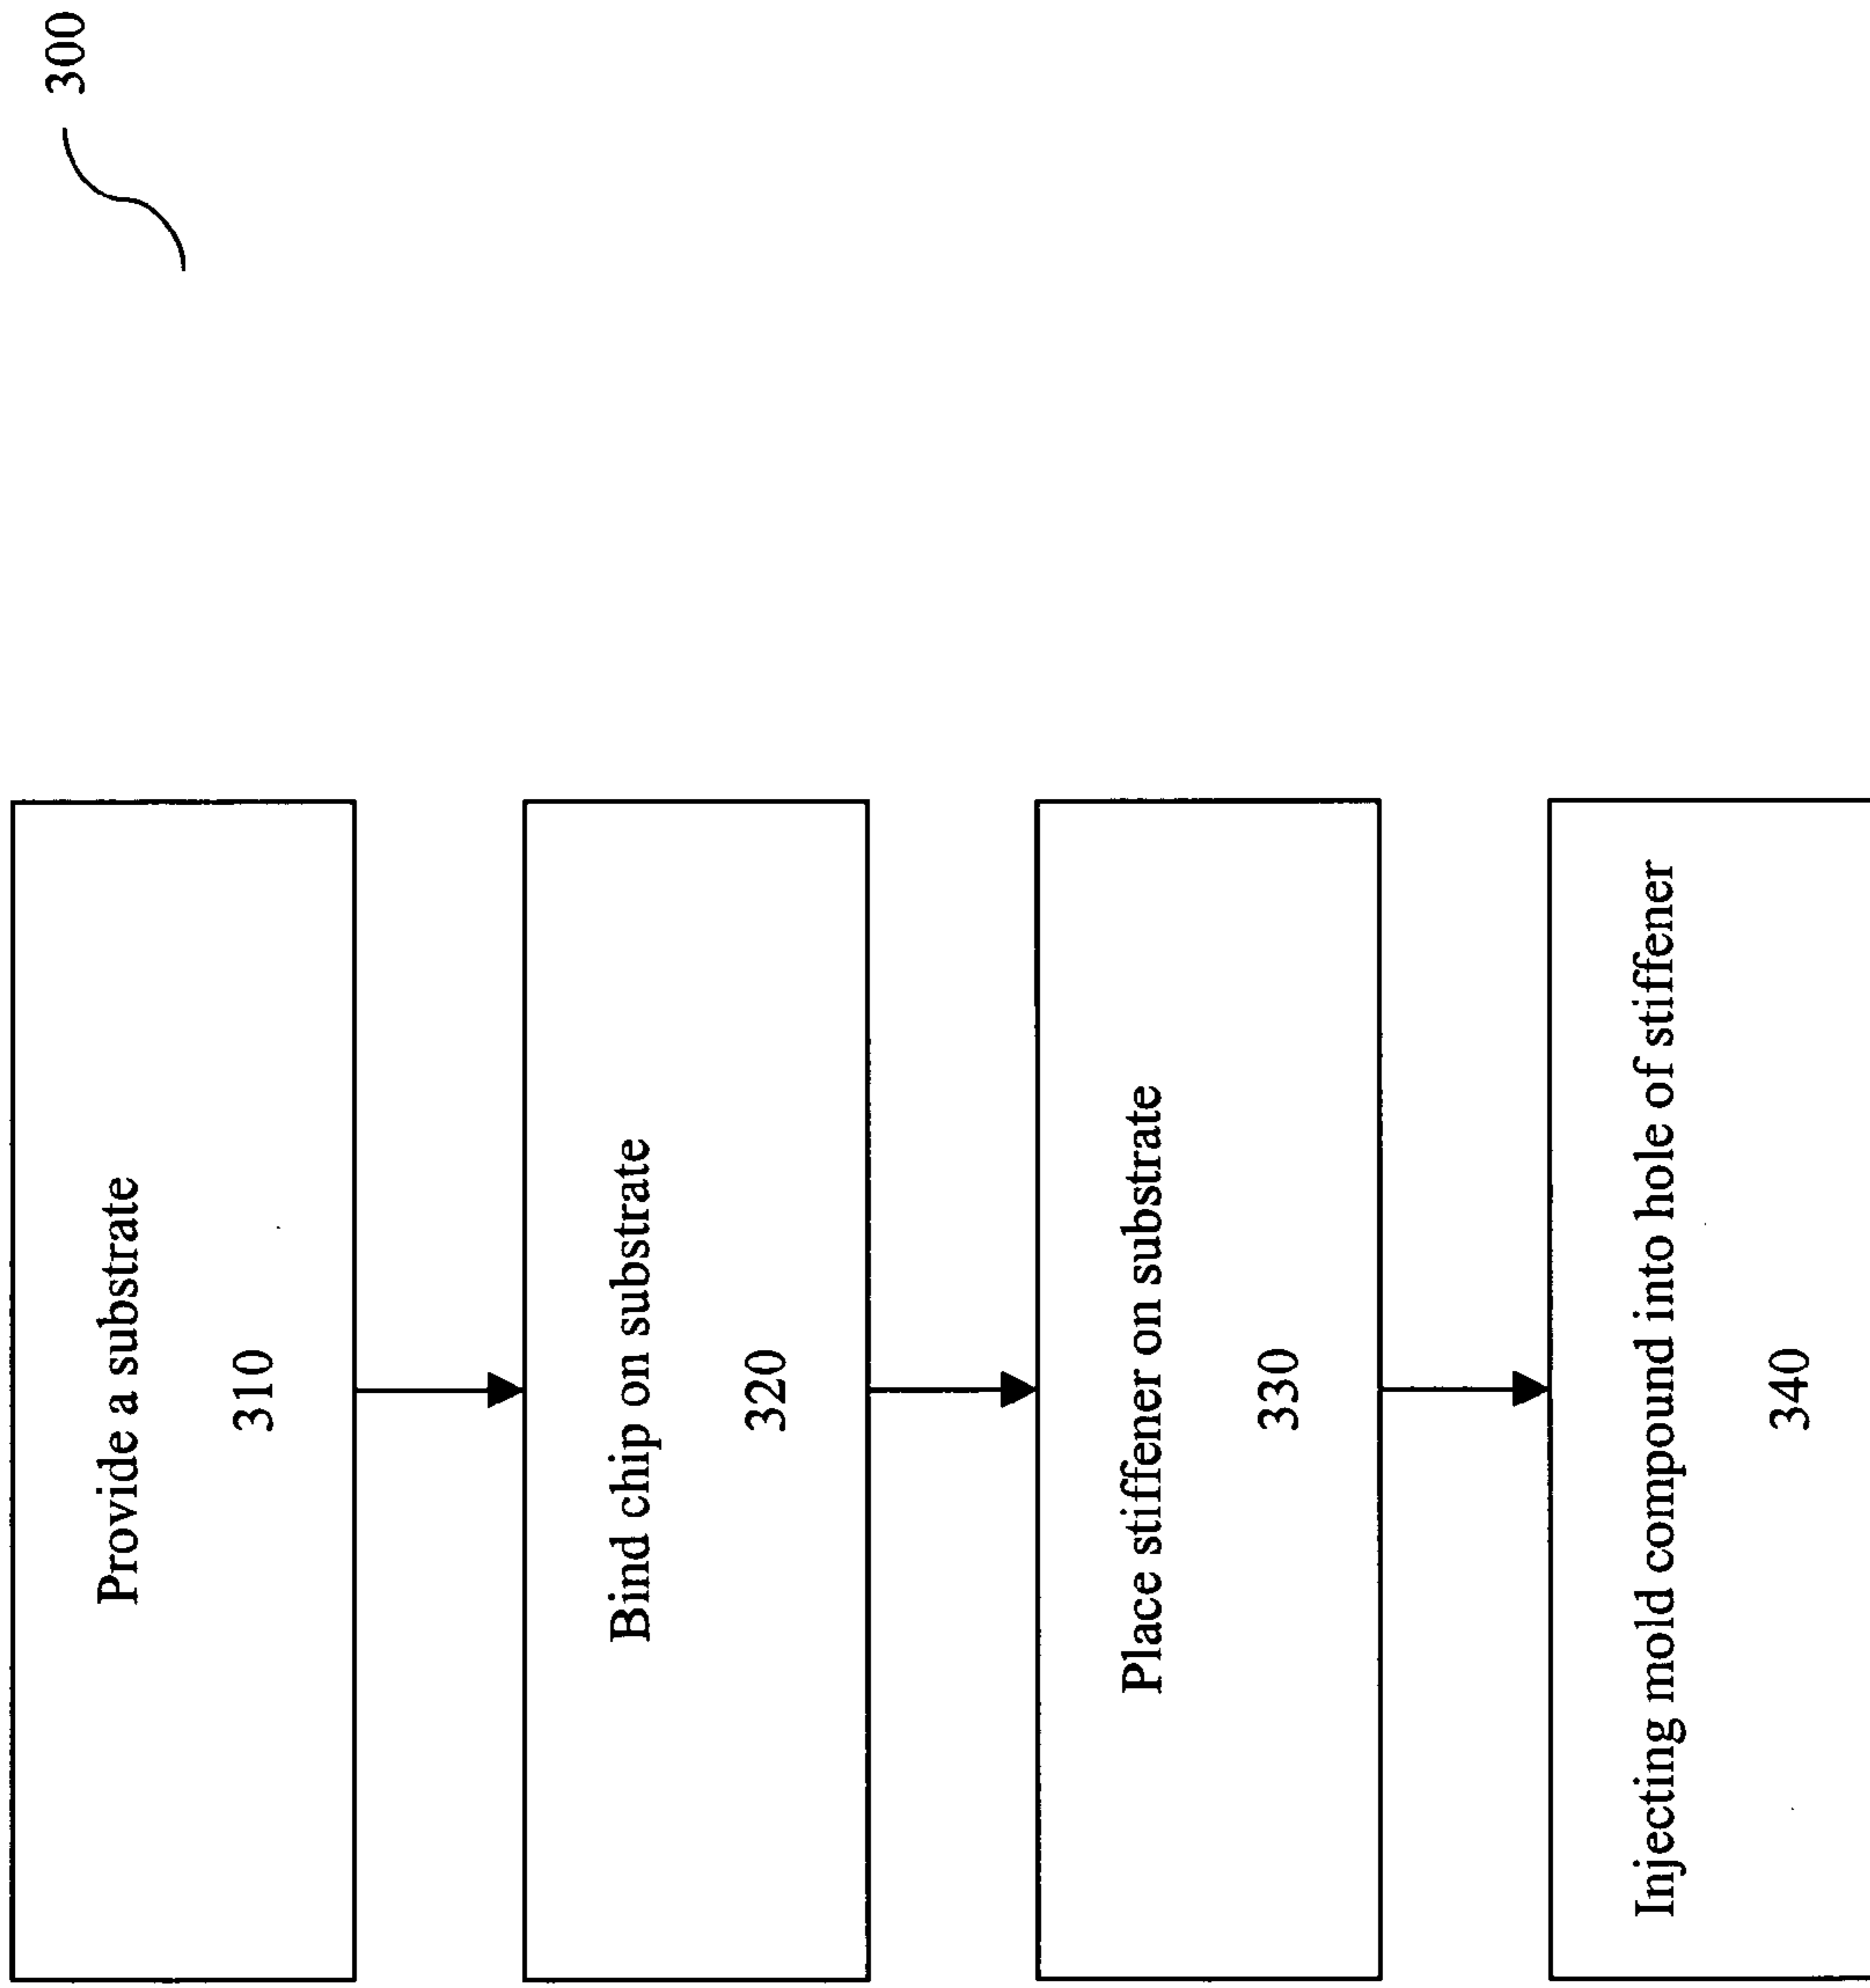 300
Provide a substrate
310
Bind chip on substrate
320
Place stiffener on substrate
330
Injecting mold compound into hole of stiffener
340